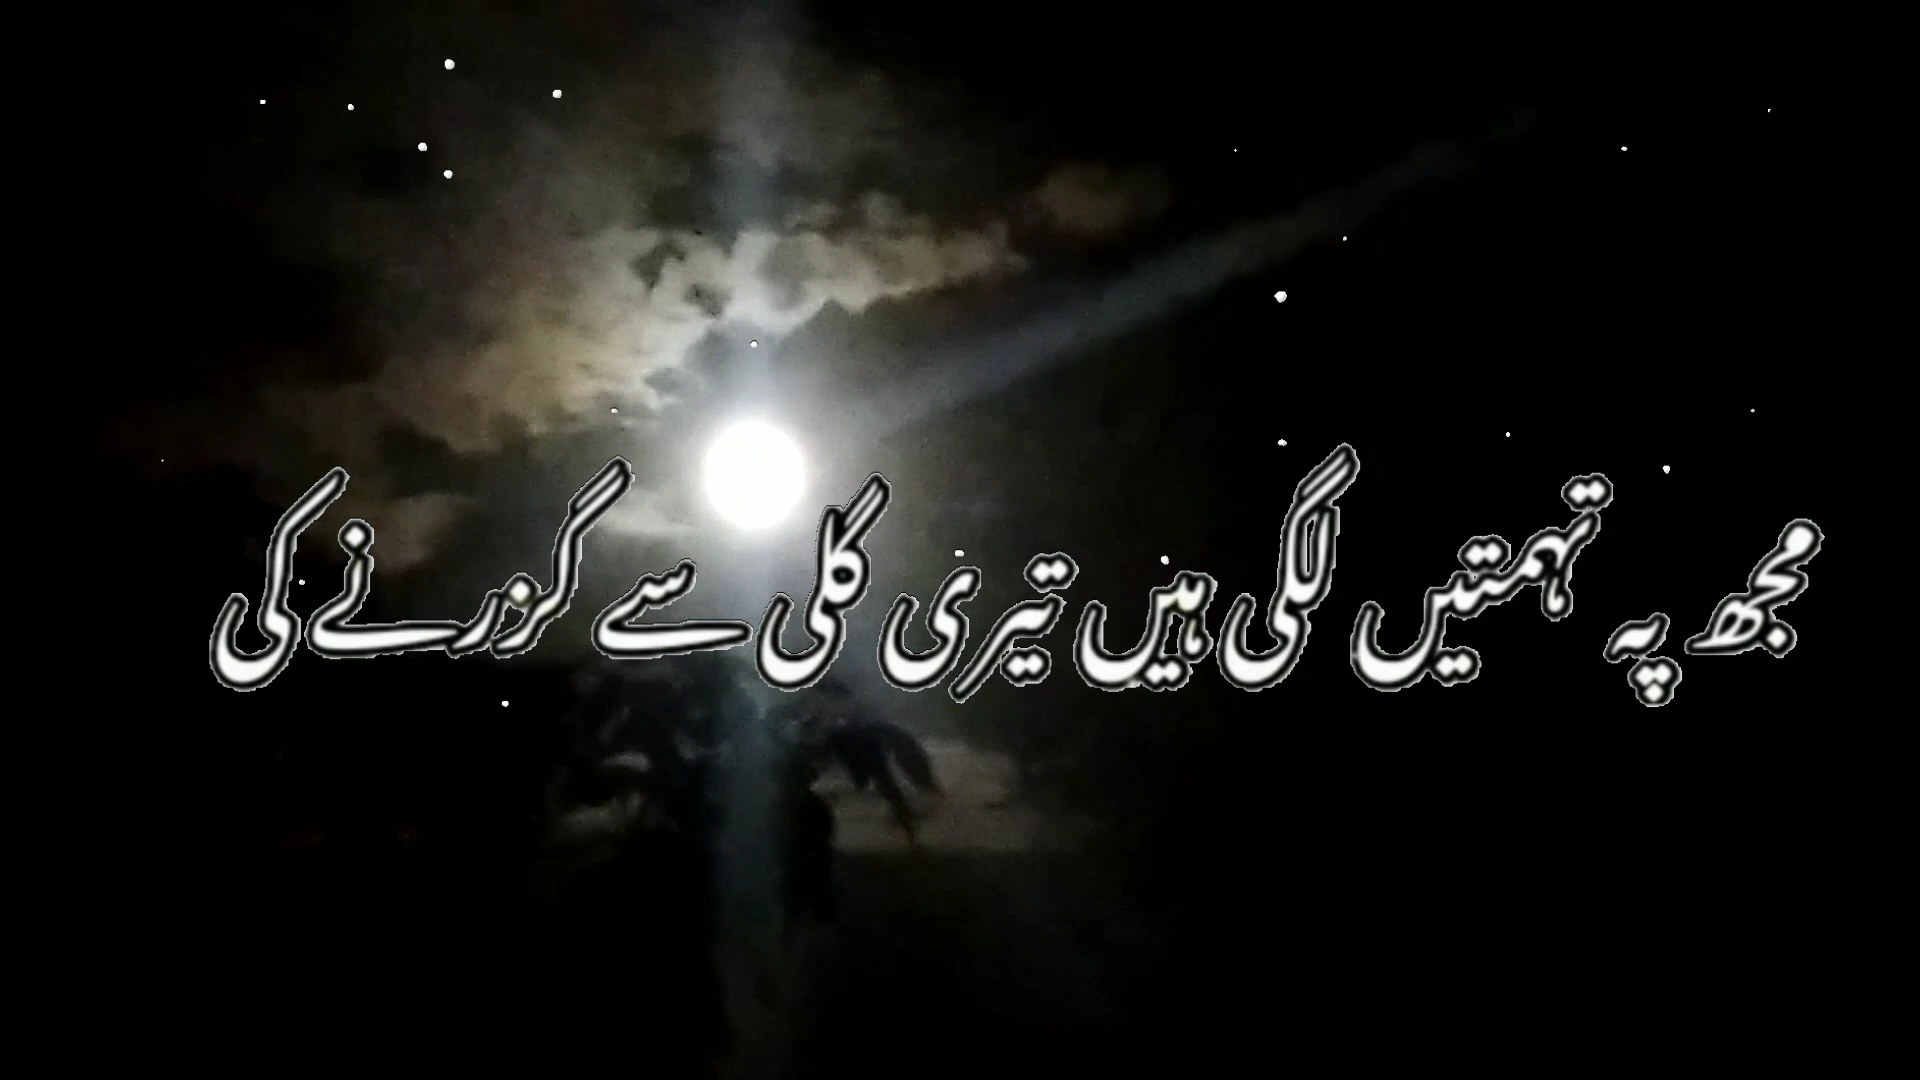 مجھ پہ تہمتیں لگی ہیں تیری گلی سے گزرنے کی